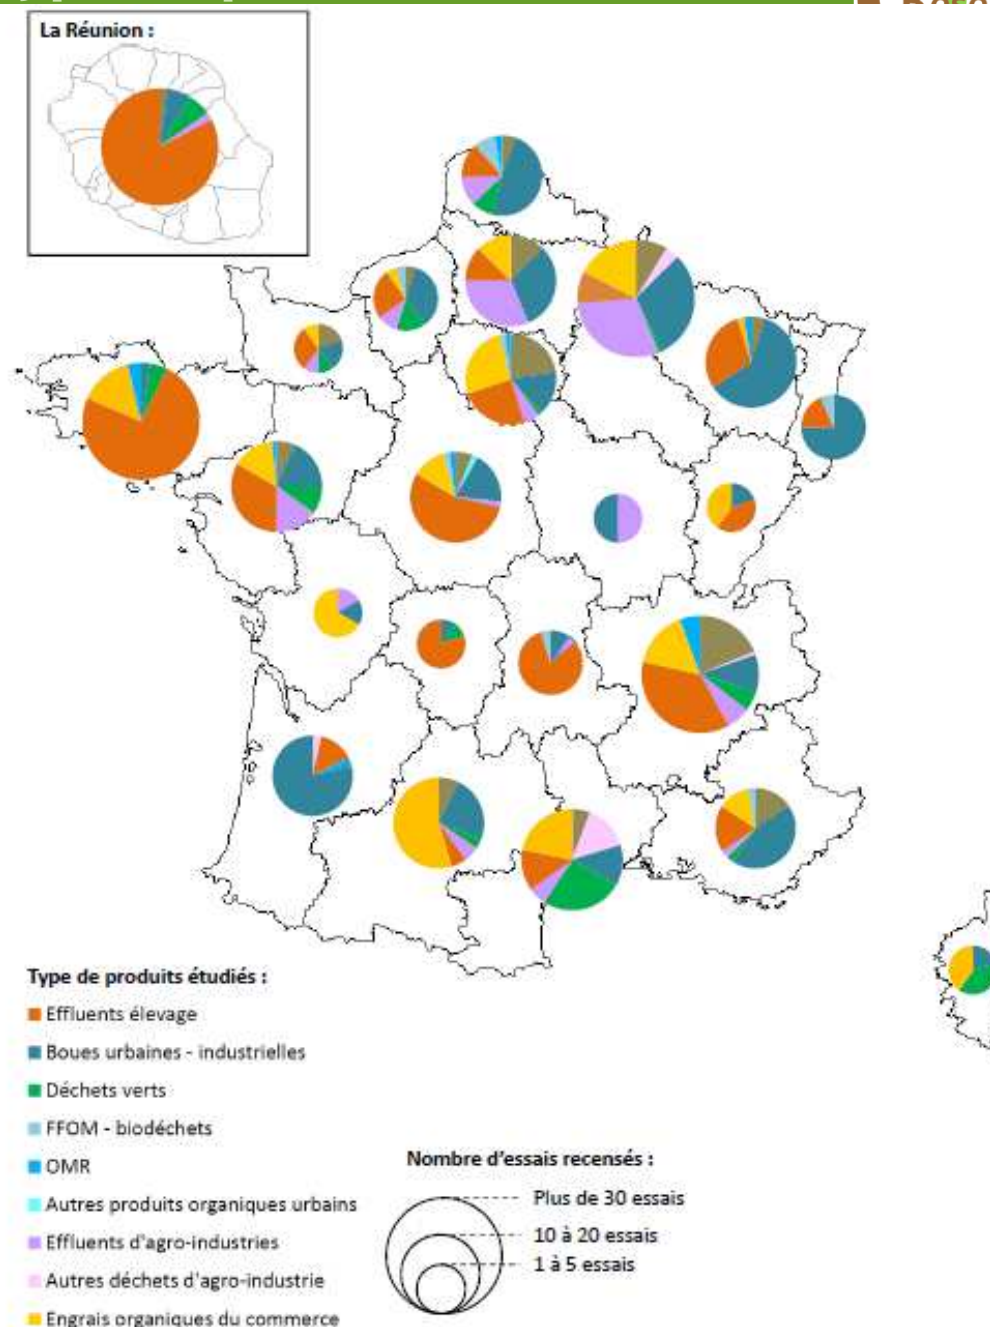 La Réunion :
Type de produits étudiés :
Effluents élevage
Boues urbaines - industrielles
Déchets verts
FFOM - biodéchets
OMR
Autres produits organiques urbains
Effluents d'agro-industries
Autres déchets d'agro-industrie
Engrais organiques du commerce
Nombre d'essais recensés :
Plus de 30 essais
10 à 20 essais
1 à 5 essais